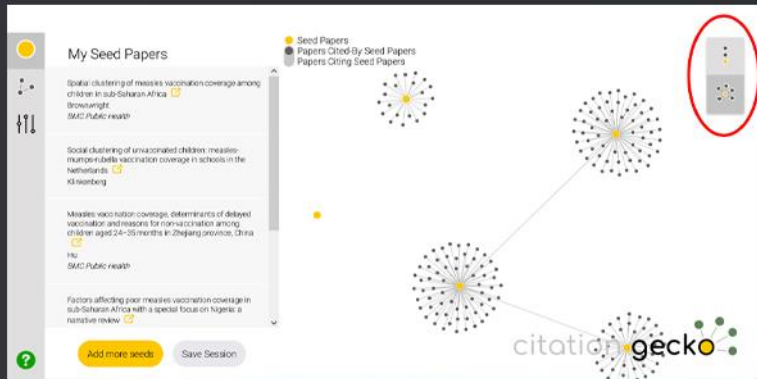 My Seed Papers
Spatial clustering of measles vaccination coverage among
children in sub-Saharan Africa
Brownwright
BMC Public Health
Social clustering of unvaccinated children: measles-
mumps-rubella vaccination coverage in schools in the
Netherlands
Klinkenberg
Measles vaccination coverage, determinants of delayed
vaccination and reasons for non-vaccination among
children aged 24–35 months in Zhejiang province, China
Hu
BMC Public Health
Factors affecting poor measles vaccination coverage in
sub-Saharan Africa with a special focus on Nigeria: a
narrative review
Add more seeds
Save Session
?
Seed Papers
Papers Cited-By Seed Papers
Papers Citing Seed Papers
citation gecko